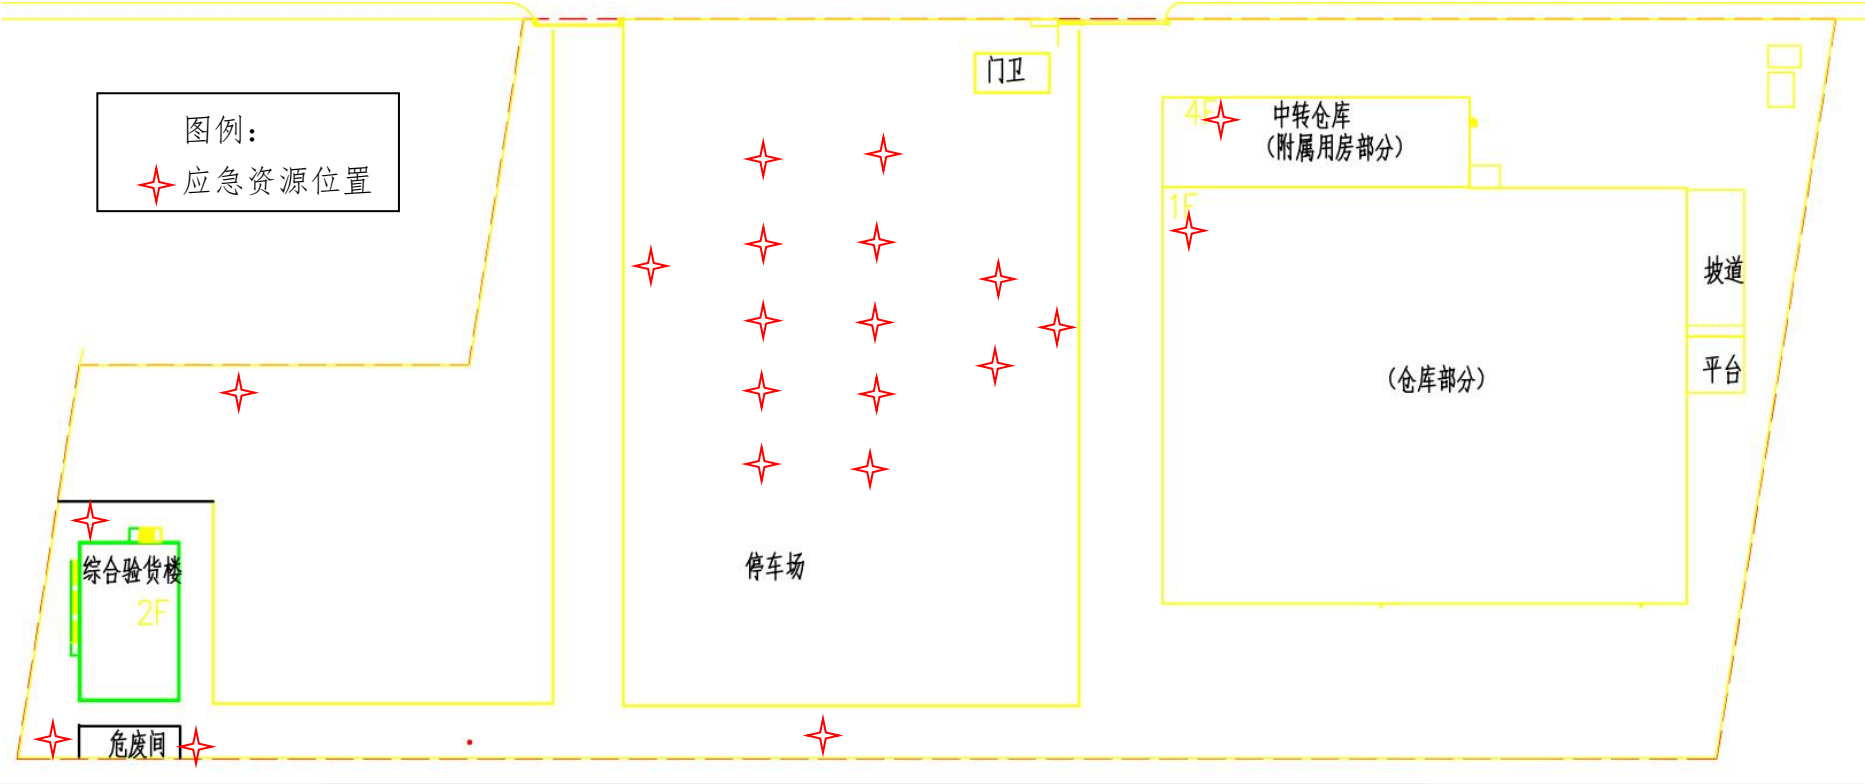 门卫
图例：
应急资源位置
4F
中转仓库
（附属用房部分）
1F
坡道
平台
（仓库部分）
综合验货楼
2F
停车场
危废间